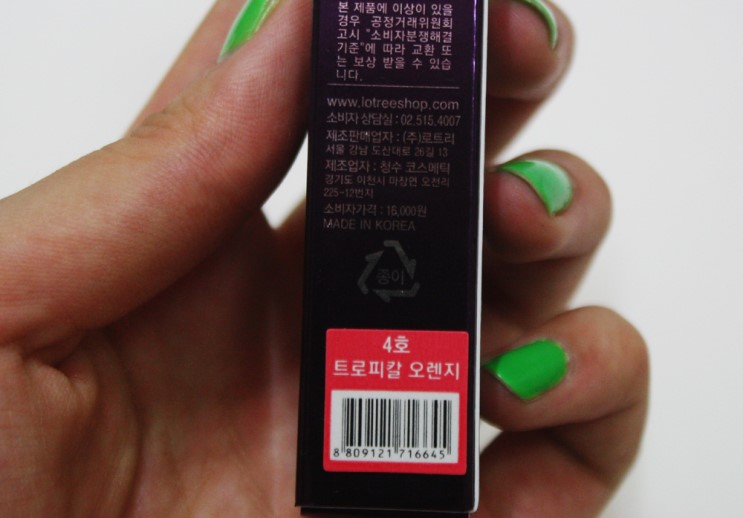 본 제품에 이상이 있을
경우 공정거래위원회
고시 "소비자분쟁해결
기준"에 따라 교환 또
는 보상 받을 수 있습
니다.
www.lotreeshop.com
소비자 상담실 : 02.515.4007
제조판매업자 : (주)로트리
서울 강남 도산대로 26길 13
제조업자 : 청수 코스메틱
경기도 이천시 마장면 오천리
225-12번지
소비자가격 : 16,000원
MADE IN KOREA
종이
4호
트로피칼 오렌지
8 809121 716645